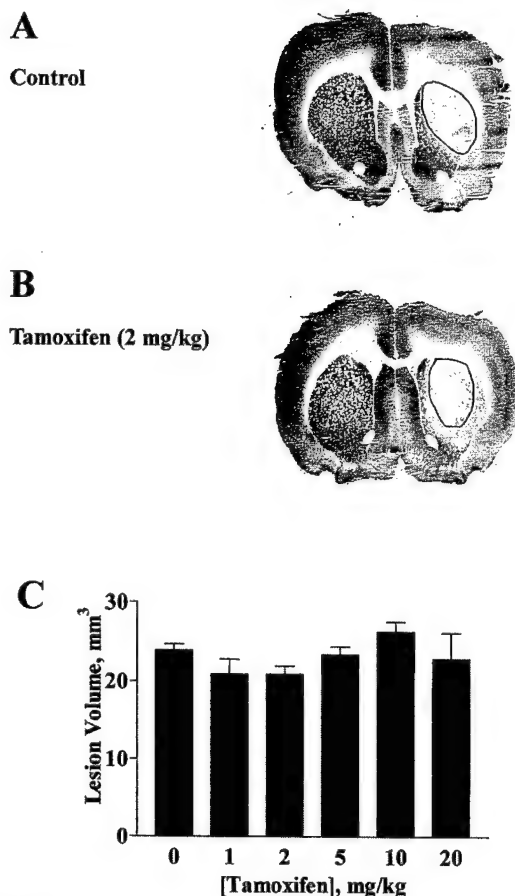 A
Control
B
Tamoxifen (2 mg/kg)
C
Lesion Volume, mm³
30
20
10
0
0 1 2 5 10 20
[Tamoxifen], mg/kg